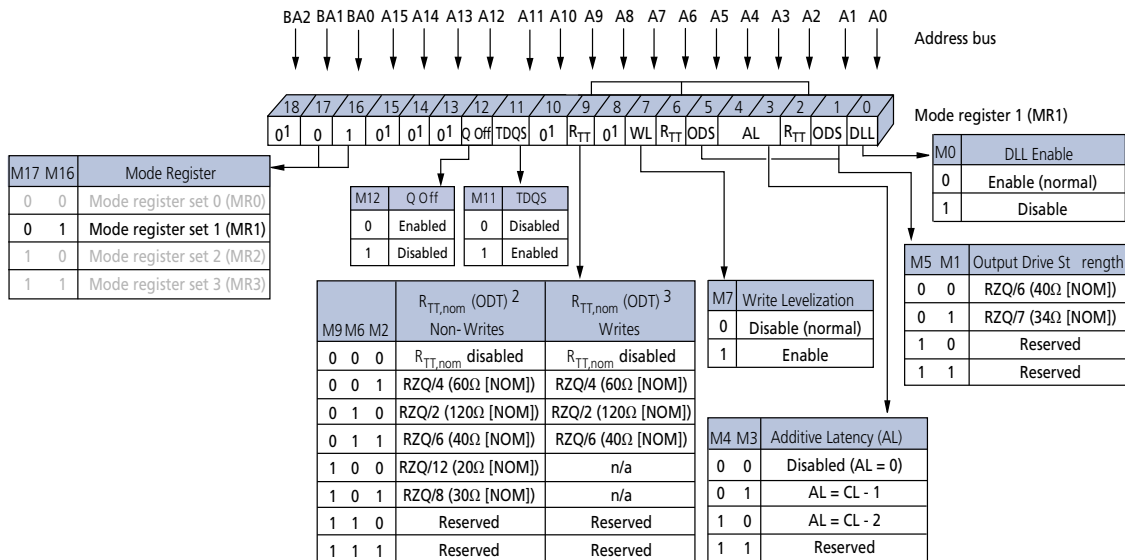 BA2 BA1 BA0 A15 A14 A13 A12 A11 A10 A9 A8 A7 A6 A5 A4 A3 A2 A1 A0
Address bus
18 17 16 15 14 13 12 11 10 9 8 7 6 5 4 3 2 1 0
Mode register 1 (MR1)
0¹ 0 1 0¹ 0¹ 0¹ Q Off TDQS 0¹ RTT 0¹ WL RTT ODS AL RTT ODS DLL
M17 M16 Mode Register
0 0 Mode register set 0 (MR0)
0 1 Mode register set 1 (MR1)
1 0 Mode register set 2 (MR2)
1 1 Mode register set 3 (MR3)
M12 Q Off
0 Enabled
1 Disabled
M11 TDQS
0 Disabled
1 Enabled
M0 DLL Enable
0 Enable (normal)
1 Disable
M5 M1 Output Drive St rength
0 0 RZQ/6 (40Ω [NOM])
0 1 RZQ/7 (34Ω [NOM])
1 0 Reserved
1 1 Reserved
M9 M6 M2 RTT,nom (ODT) 2 Non-Writes RTT,nom (ODT) 3 Writes
0 0 0 RTT,nom disabled RTT,nom disabled
0 0 1 RZQ/4 (60Ω [NOM]) RZQ/4 (60Ω [NOM])
0 1 0 RZQ/2 (120Ω [NOM]) RZQ/2 (120Ω [NOM])
0 1 1 RZQ/6 (40Ω [NOM]) RZQ/6 (40Ω [NOM])
1 0 0 RZQ/12 (20Ω [NOM]) n/a
1 0 1 RZQ/8 (30Ω [NOM]) n/a
1 1 0 Reserved Reserved
1 1 1 Reserved Reserved
M7 Write Levelization
0 Disable (normal)
1 Enable
M4 M3 Additive Latency (AL)
0 0 Disabled (AL = 0)
0 1 AL = CL - 1
1 0 AL = CL - 2
1 1 Reserved